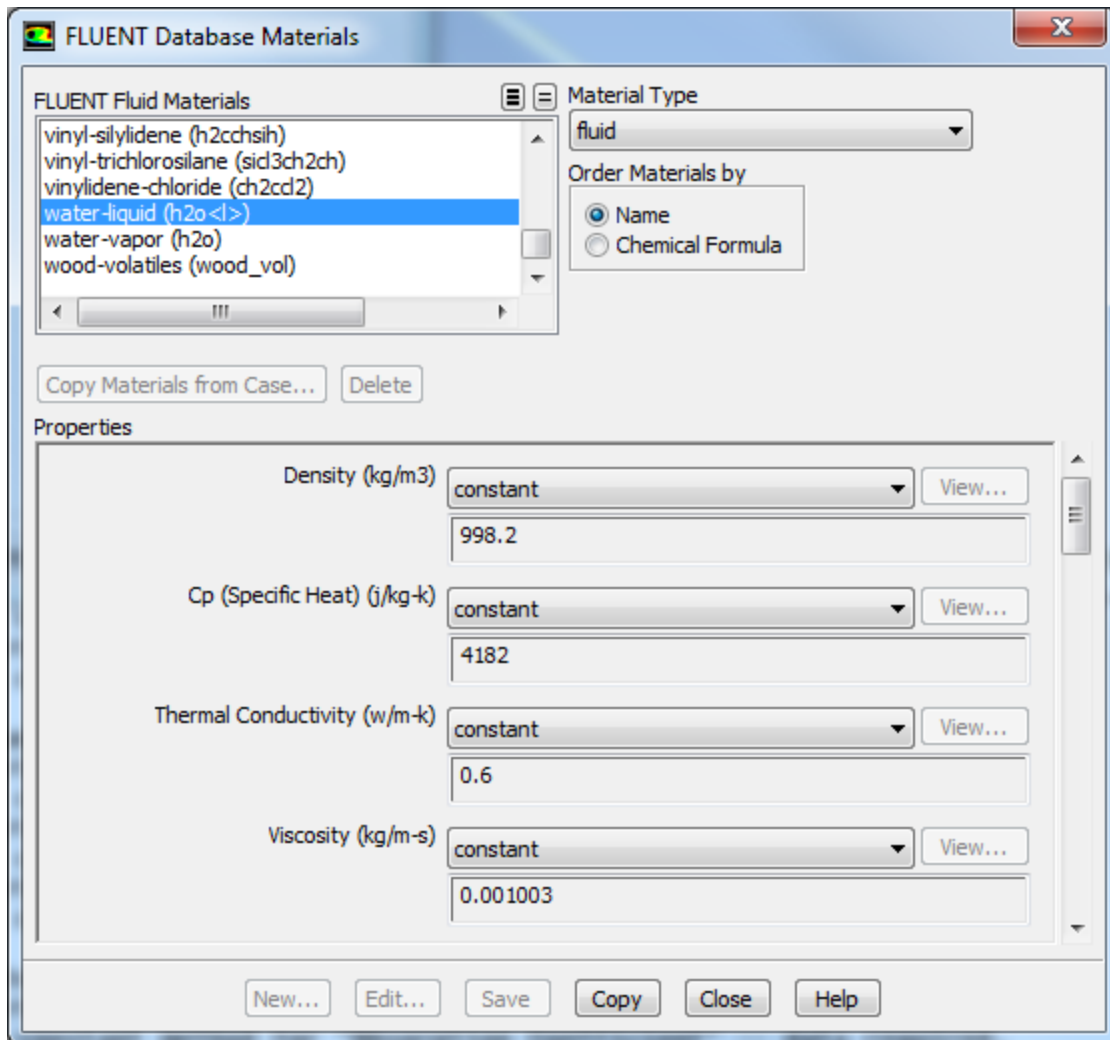 FLUENT Database Materials
FLUENT Fluid Materials
vinyl-silylidene (h2cchsih)
vinyl-trichlorosilane (sicl3ch2ch)
vinylidene-chloride (ch2ccl2)
water-liquid (h2o<l>)
water-vapor (h2o)
wood-volatiles (wood_vol)
Material Type
fluid
Order Materials by
Name
Chemical Formula
Copy Materials from Case... Delete
Properties
Density (kg/m3) constant View...
998.2
Cp (Specific Heat) (j/kg-k) constant View...
4182
Thermal Conductivity (w/m-k) constant View...
0.6
Viscosity (kg/m-s) constant View...
0.001003
New... Edit... Save Copy Close Help